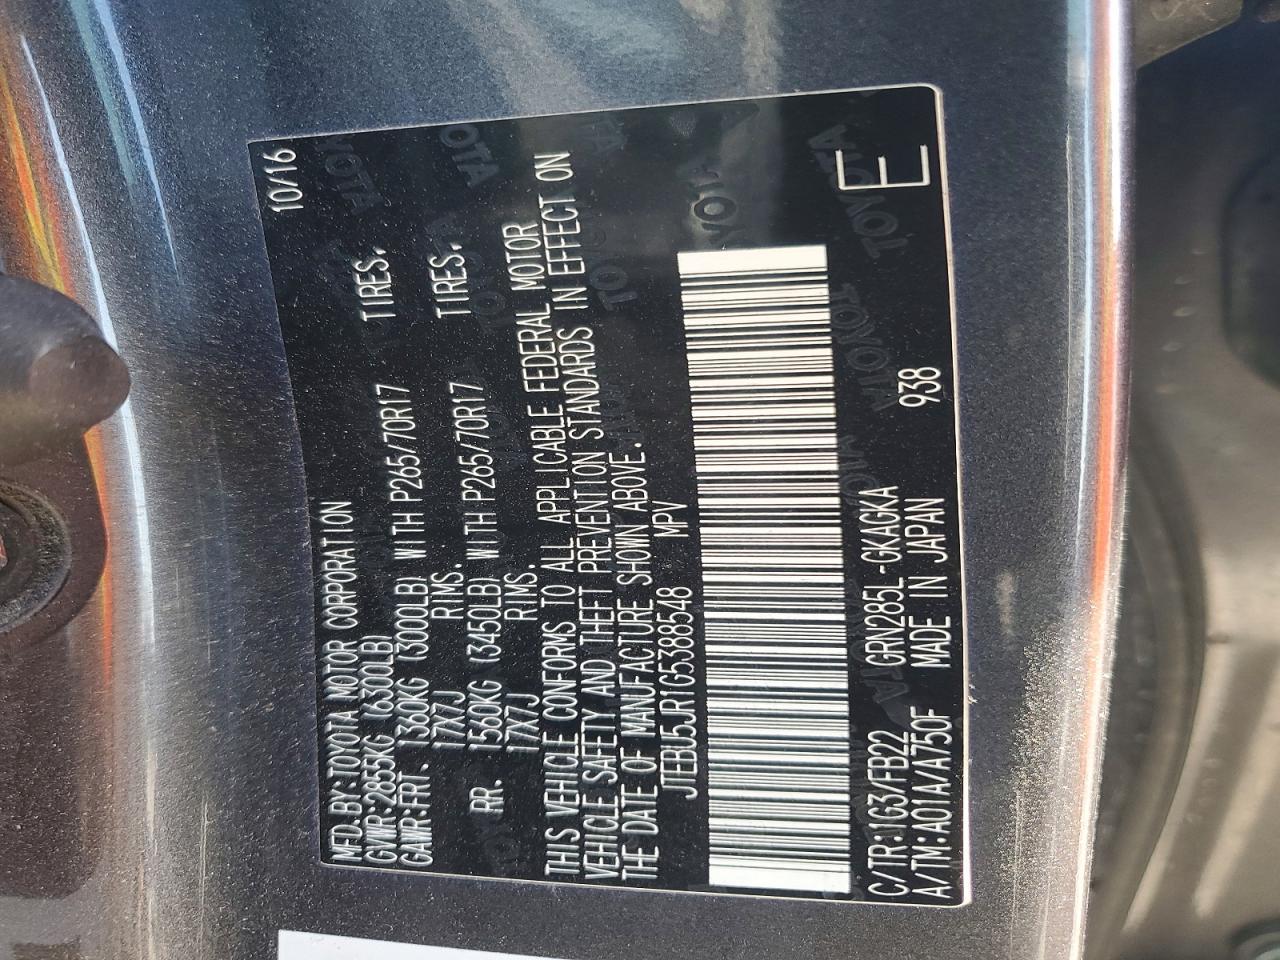 MFD.BY:TOYOTA MOTOR CORPORATION 10/16
GVWR:2855KG (6300LB)
GAWR:FRT. 1360KG (3000LB) WITH P265/70R17 TIRES.
17X7J RIMS.
RR. 1560KG (3450LB) WITH P265/70R17 TIRES.
17X7J RIMS.
THIS VEHICLE CONFORMS TO ALL APPLICABLE FEDERAL MOTOR
VEHICLE SAFETY AND THEFT PREVENTION STANDARDS IN EFFECT ON
THE DATE OF MANUFACTURE SHOWN ABOVE.
JTEBU5JR1G5388548 MPV
C/TR:1G3/FB22 GRN285L-GKAGKA
A/TM:A01A/A750F MADE IN JAPAN 938 E